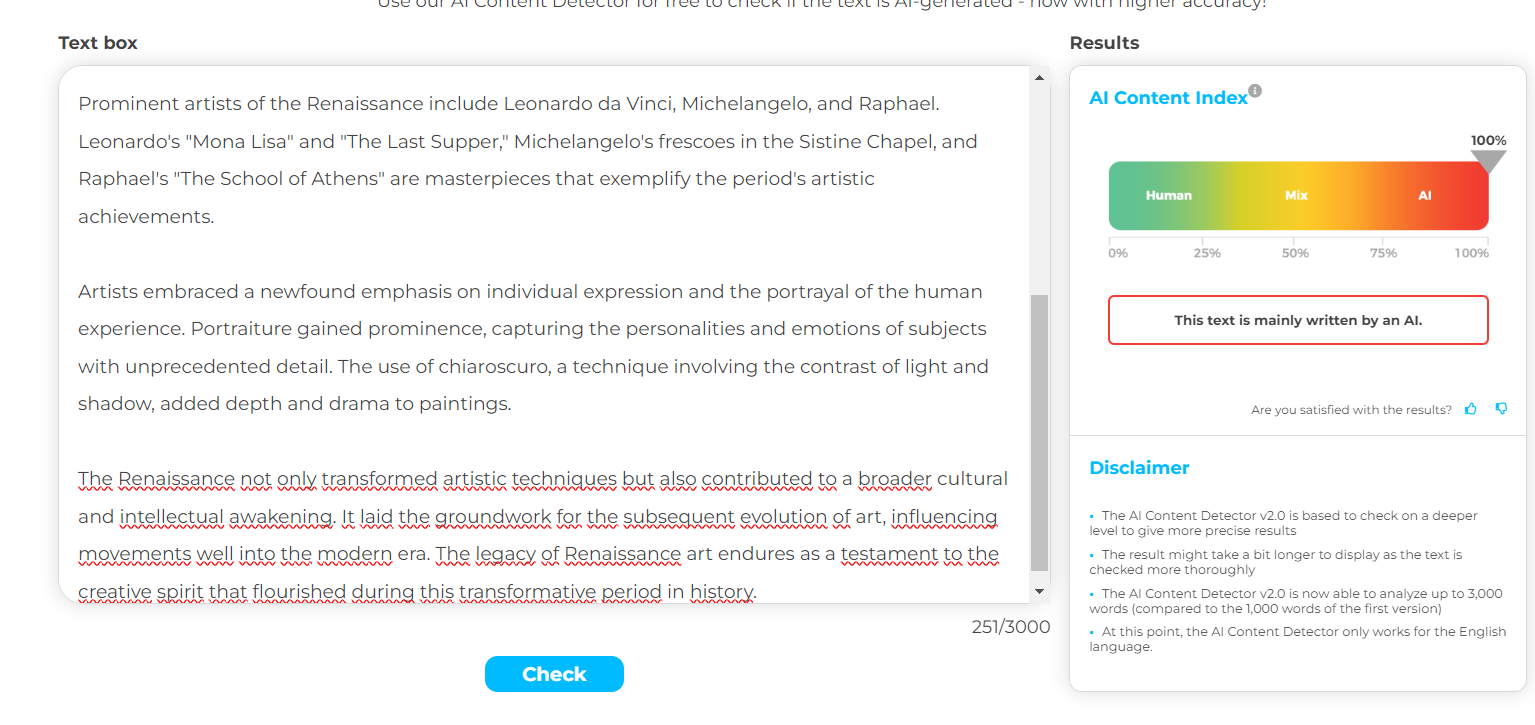 Use our AI Content Detector for free to check if the text is AI-generated - now with higher accuracy!
Text box
Prominent artists of the Renaissance include Leonardo da Vinci, Michelangelo, and Raphael.
Leonardo's "Mona Lisa" and "The Last Supper," Michelangelo's frescoes in the Sistine Chapel, and
Raphael's "The School of Athens" are masterpieces that exemplify the period's artistic
achievements.
Artists embraced a newfound emphasis on individual expression and the portrayal of the human
experience. Portraiture gained prominence, capturing the personalities and emotions of subjects
with unprecedented detail. The use of chiaroscuro, a technique involving the contrast of light and
shadow, added depth and drama to paintings.
The Renaissance not only transformed artistic techniques but also contributed to a broader cultural
and intellectual awakening. It laid the groundwork for the subsequent evolution of art, influencing
movements well into the modern era. The legacy of Renaissance art endures as a testament to the
creative spirit that flourished during this transformative period in history.
251/3000
Check
Results
AI Content Index
i
100%
Human Mix AI
0% 25% 50% 75% 100%
This text is mainly written by an AI.
Are you satisfied with the results?
Disclaimer
• The AI Content Detector v2.0 is based to check on a deeper
level to give more precise results
• The result might take a bit longer to display as the text is
checked more thoroughly
• The AI Content Detector v2.0 is now able to analyze up to 3,000
words (compared to the 1,000 words of the first version)
• At this point, the AI Content Detector only works for the English
language.